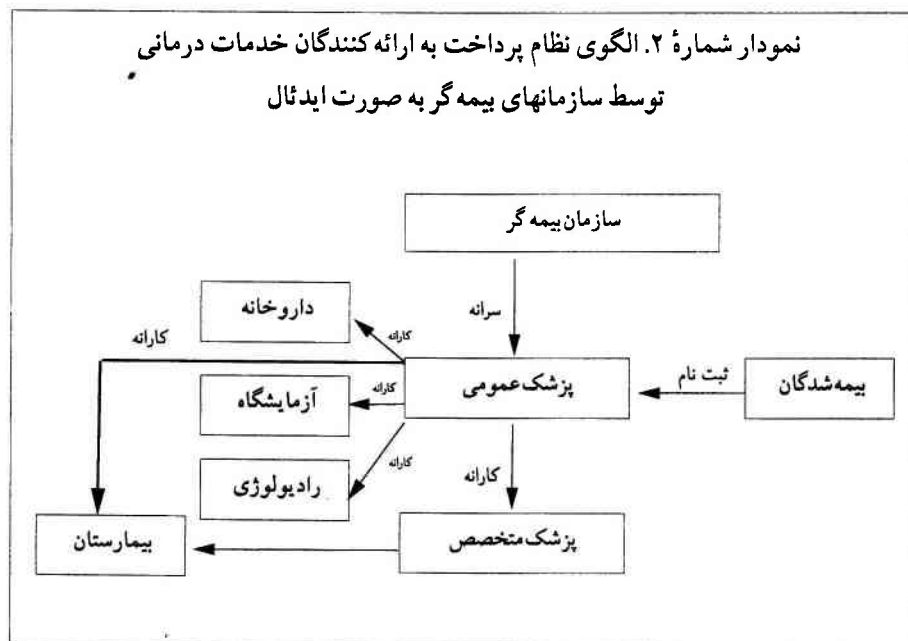 نمودار شمارهٔ ۲. الگوی نظام پرداخت به ارائه کنندگان خدمات درمانی
توسط سازمانهای بیمه گر به صورت ایدئال
سازمان بیمه گر
سرانه
داروخانه
کارانه
کارانه
بیمه شدگان
ثبت نام
پزشک عمومی
کارانه
آزمایشگاه
کارانه
کارانه
رادیولوژی
پزشک متخصص
بیمارستان